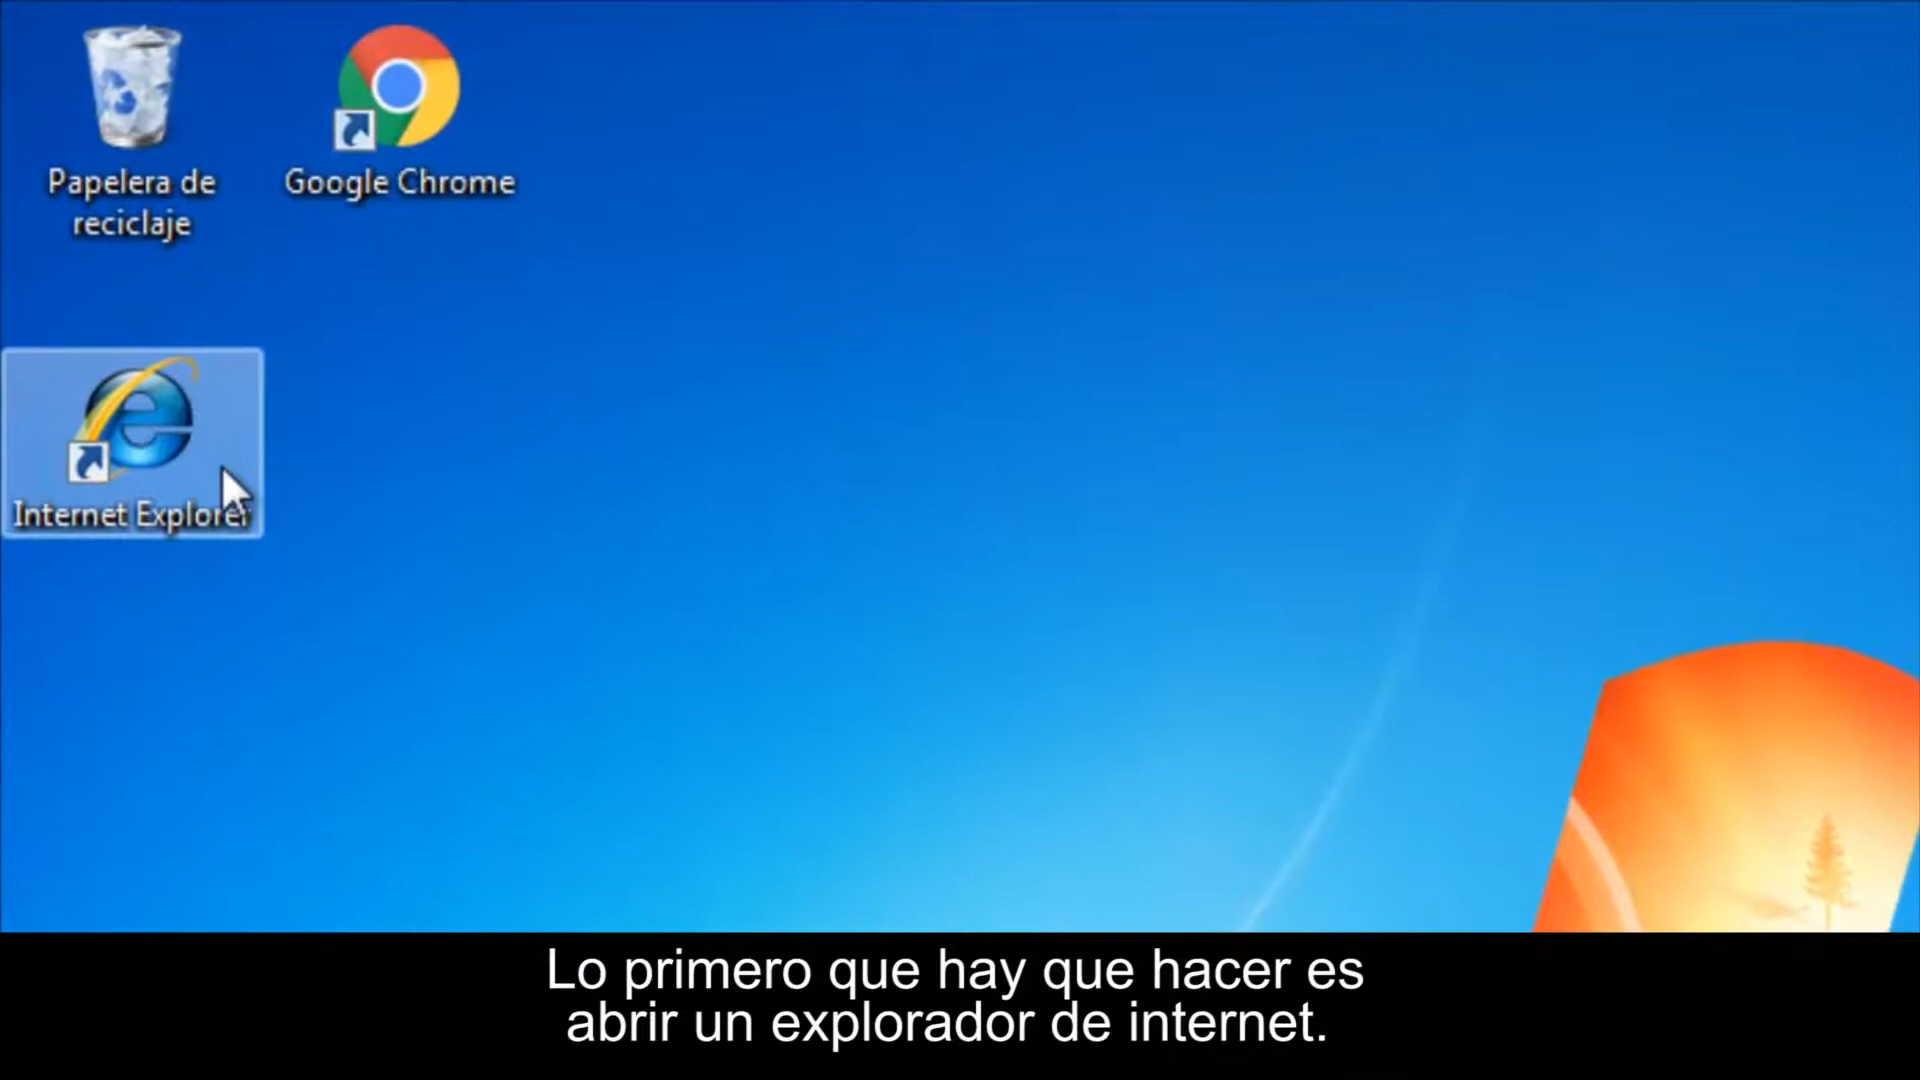 Papelera de
reciclaje
Google Chrome
Internet Explorer
Lo primero que hay que hacer es
abrir un explorador de internet.